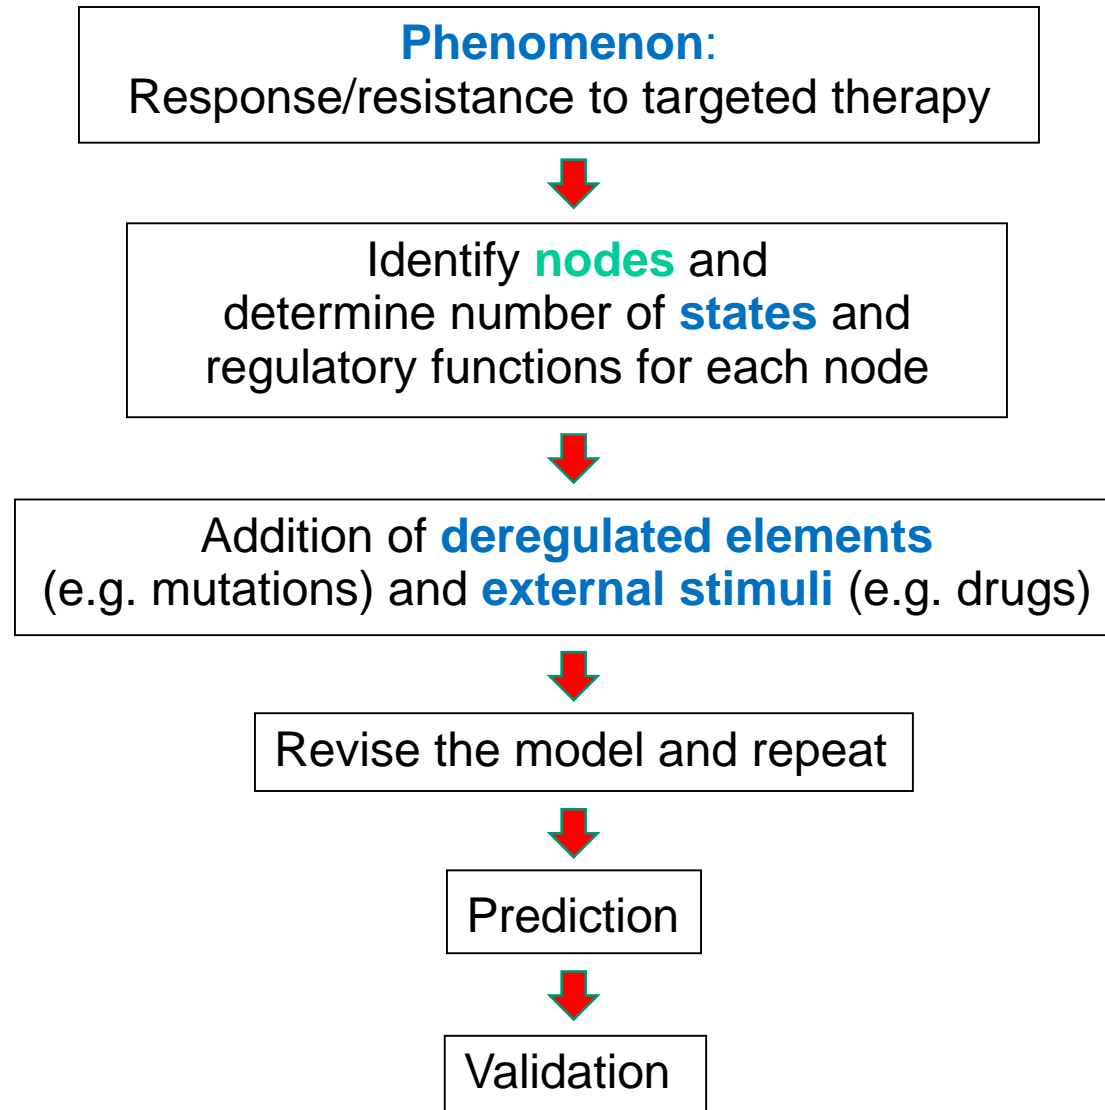 Phenomenon:
Response/resistance to targeted therapy
Identify nodes and
determine number of states and
regulatory functions for each node
Addition of deregulated elements
(e.g. mutations) and external stimuli (e.g. drugs)
Revise the model and repeat
Prediction
Validation